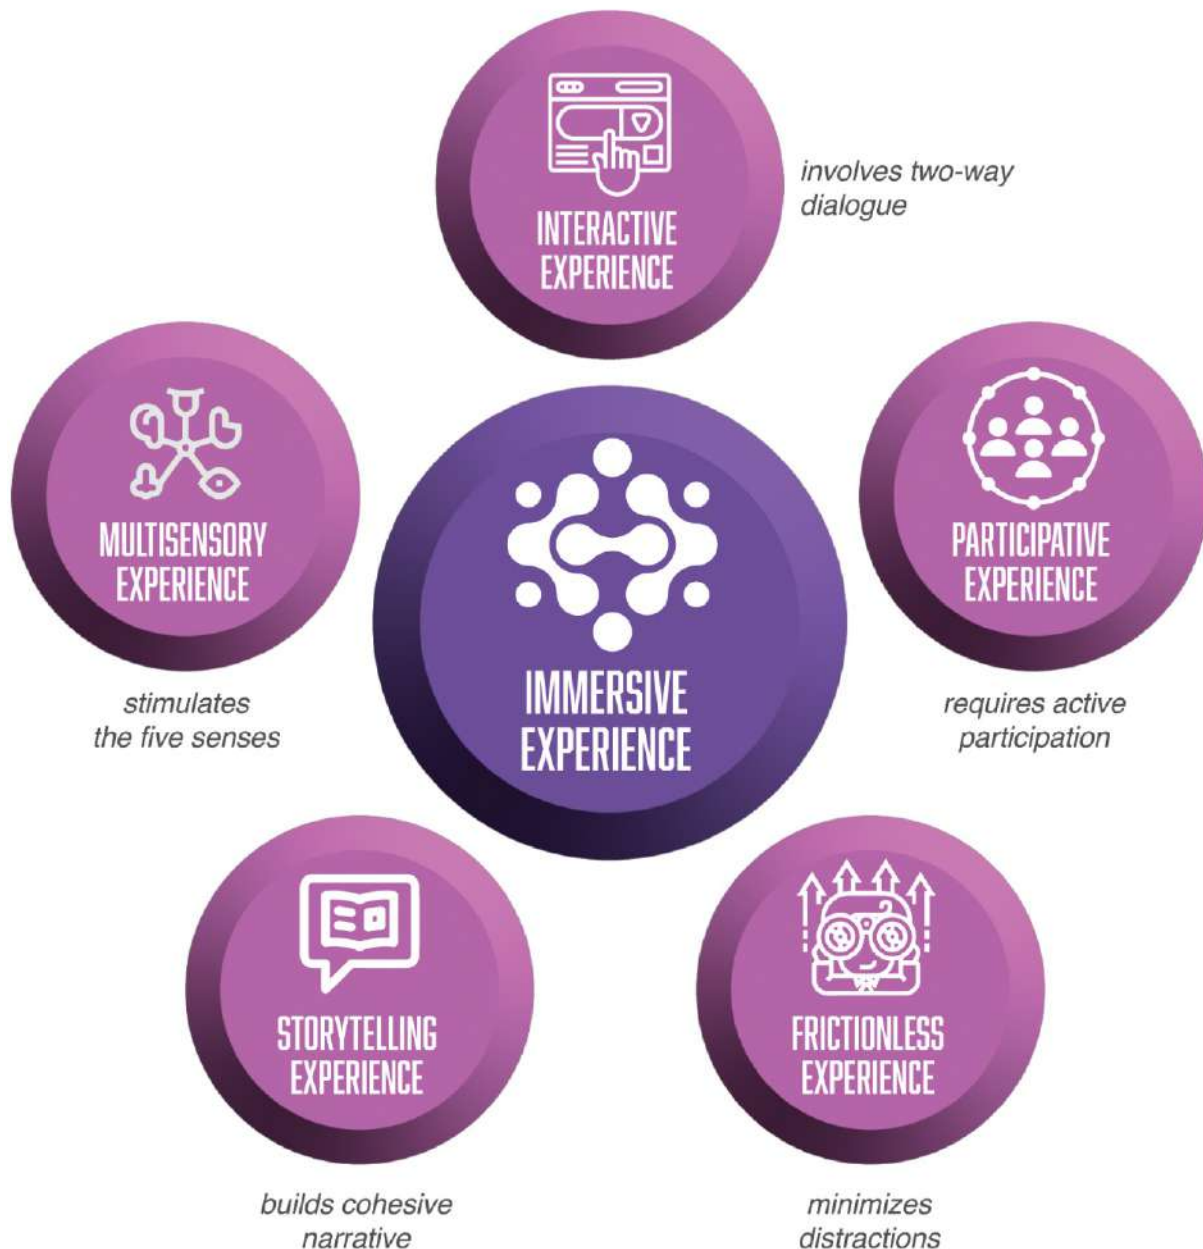 INTERACTIVE
EXPERIENCE
involves two-way
dialogue
MULTISENSORY
EXPERIENCE
stimulates
the five senses
IMMERSIVE
EXPERIENCE
PARTICIPATIVE
EXPERIENCE
requires active
participation
STORYTELLING
EXPERIENCE
builds cohesive
narrative
FRICTIONLESS
EXPERIENCE
minimizes
distractions